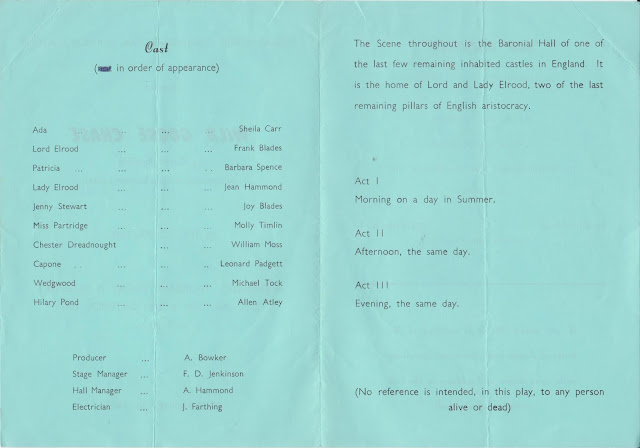 Cast
( in order of appearance)
Ada ... Sheila Carr
Lord Elrood ... ... ... Frank Blades
Patricia ... ... .. Barbara Spence
Lady Elrood ... ... ... Jean Hammond
Jenny Stewart ... ... ... Joy Blades
Miss Partridge ... ... ... Molly Timlin
Chester Dreadnought ... ... William Moss
Capone .. ... .. Leonard Padgett
Wedgwood ... ... ... Michael Tock
Hilary Pond ... ... ... Allen Atley
Producer ... A. Bowker
Stage Manager ... F. D. Jenkinson
Hall Manager ... A. Hammond
Electrician ... J. Farthing
The Scene throughout is the Baronial Hall of one of
the last few remaining inhabited castles in England It
is the home of Lord and Lady Elrood, two of the last
remaining pillars of English aristocracy.
Act I
Morning on a day in Summer.
Act II
Afternoon, the same day.
Act III
Evening, the same day.
(No reference is intended, in this play, to any person
alive or dead)